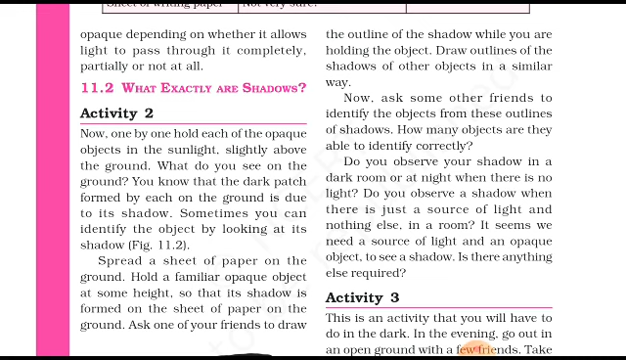 Sheet of writing paper
Not very sure?
opaque depending on whether it allows
light to pass through it completely,
partially or not at all.
11.2 WHAT EXACTLY ARE SHADOWS?
Activity 2
Now, one by one hold each of the opaque
objects in the sunlight, slightly above
the ground. What do you see on the
ground? You know that the dark patch
formed by each on the ground is due
to its shadow. Sometimes you can
identify the object by looking at its
shadow (Fig. 11.2).
Spread a sheet of paper on the
ground. Hold a familiar opaque object
at some height, so that its shadow is
formed on the sheet of paper on the
ground. Ask one of your friends to draw
the outline of the shadow while you are
holding the object. Draw outlines of the
shadows of other objects in a similar
way.
Now, ask some other friends to
identify the objects from these outlines
of shadows. How many objects are they
able to identify correctly?
Do you observe your shadow in a
dark room or at night when there is no
light? Do you observe a shadow when
there is just a source of light and
nothing else, in a room? It seems we
need a source of light and an opaque
object, to see a shadow. Is there anything
else required?
Activity 3
This is an activity that you will have to
do in the dark. In the evening, go out in
an open ground with a few friends. Take